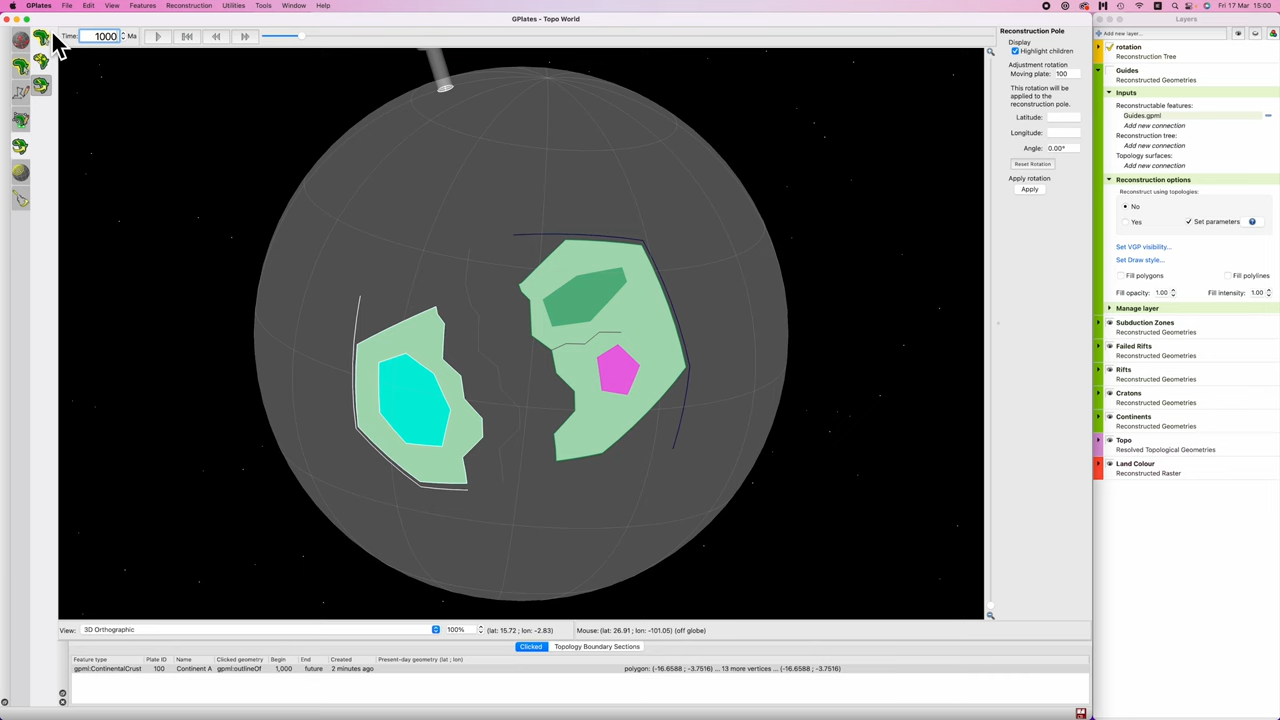 GPlates File Edit View Features Reconstruction Utilities Tools Window Help
Fri 17 Mar 15:00
GPlates - Topo World
Layers
Time: 1000 Ma
Reconstruction Pole
Display
Highlight children
Adjustment rotation
Moving plate: 100
This rotation will be
applied to the
reconstruction pole.
Latitude:
Longitude:
Angle: 0.00°
Reset Rotation
Apply rotation
Apply
Add new layer...
rotation
Reconstruction Tree
Guides
Reconstructed Geometries
Inputs
Reconstructable features:
Guides.gpml
Add new connection
Reconstruction tree:
Add new connection
Topology surfaces:
Add new connection
Reconstruction options
Reconstruct using topologies:
No
Yes Set parameters ?
Set VGP visibility...
Set Draw style...
Fill polygons Fill polylines
Fill opacity: 1.00 Fill intensity: 1.00
Manage layer
Subduction Zones
Reconstructed Geometries
Failed Rifts
Reconstructed Geometries
Rifts
Reconstructed Geometries
Cratons
Reconstructed Geometries
Continents
Reconstructed Geometries
Topo
Resolved Topological Geometries
Land Colour
Reconstructed Raster
View: 3D Orthographic 100% (lat: 15.72 ; lon: -2.83) Mouse: (lat: 26.91 ; lon: -101.05) (off globe)
Clicked Topology Boundary Sections
Feature type Plate ID Name Clicked geometry Begin End Created Present-day geometry (lat ; lon)
gpml:ContinentalCrust 100 Continent A gpml:outlineOf 1,000 future 2 minutes ago polygon: (-16.6588 ; -3.7516) ... 13 more vertices ... (-16.6588 ; -3.7516)